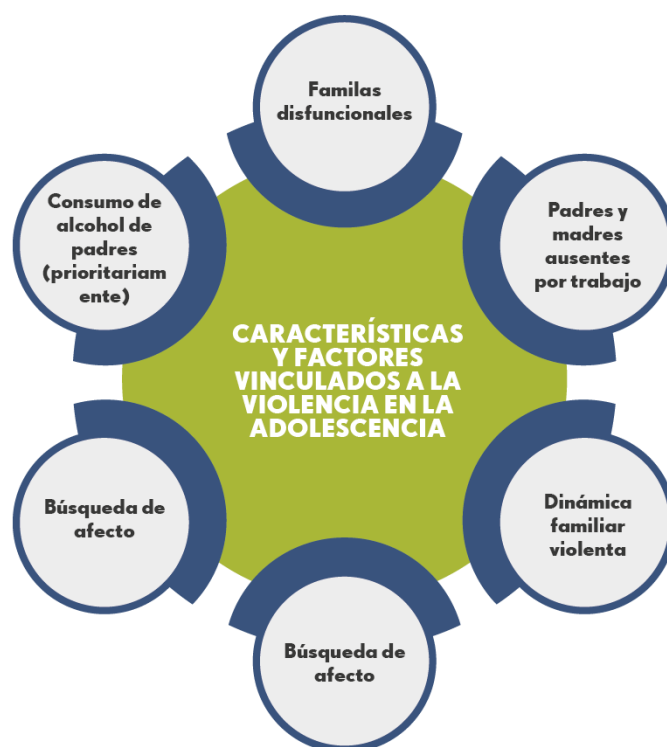 Familas
disfuncionales
Consumo de
alcohol de
padres
(prioritariam
ente)
Padres y
madres
ausentes
por trabajo
CARACTERÍSTICAS
Y FACTORES
VINCULADOS A LA
VIOLENCIA EN LA
ADOLESCENCIA
Búsqueda de
afecto
Dinámica
familiar
violenta
Búsqueda de
afecto